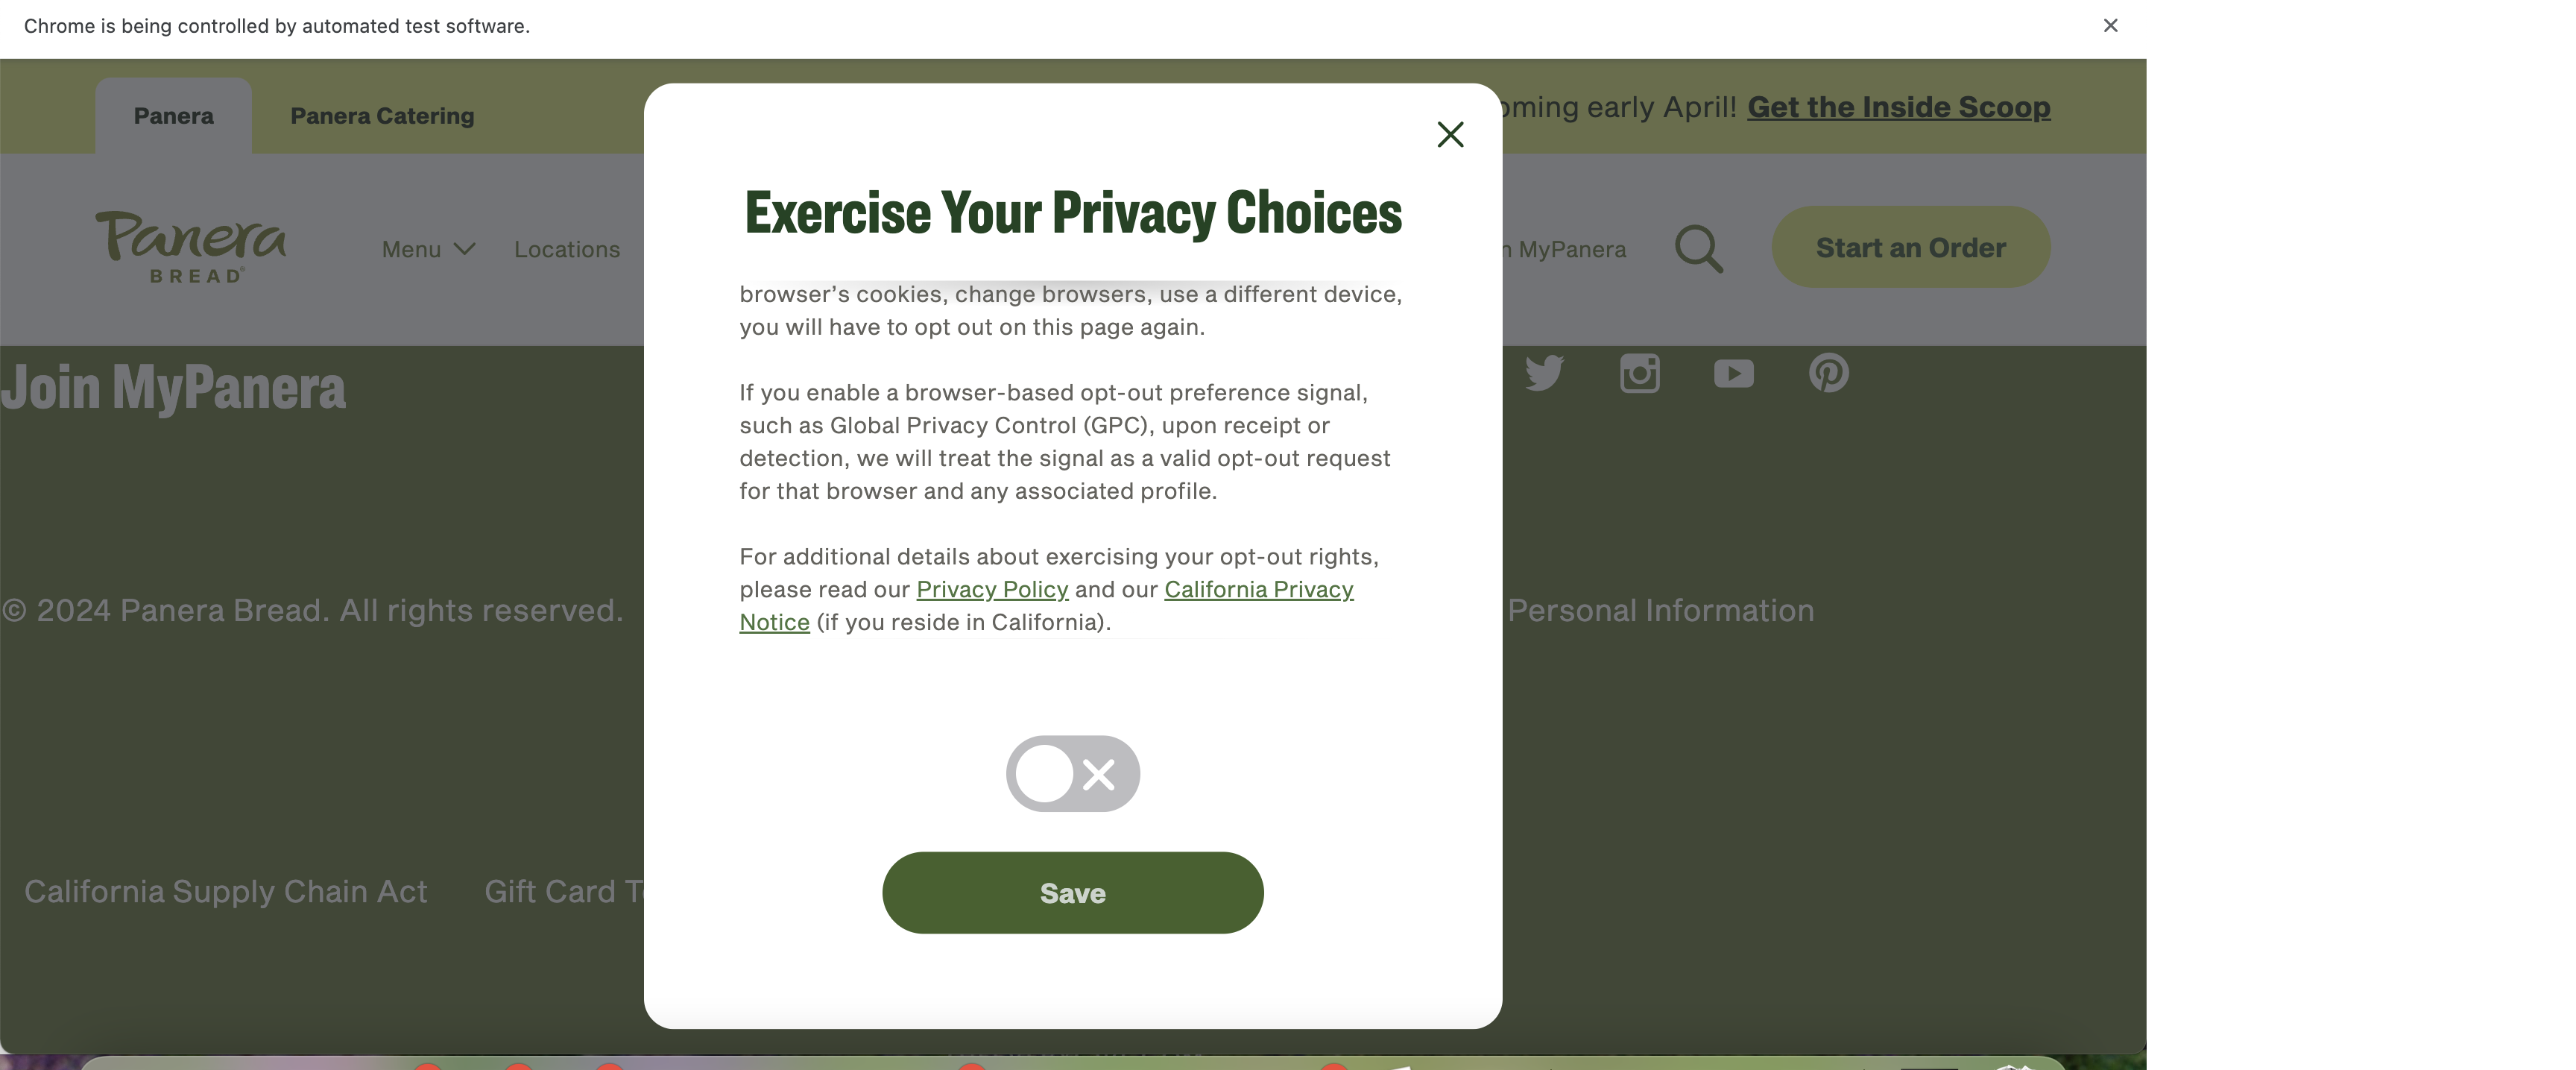 Chrome is being controlled by automated test software.
Panera
Panera Catering
oming early April! Get the Inside Scoop
Panera
BREAD®
Menu
Locations
MyPanera
Start an Order
Exercise Your Privacy Choices
browser’s cookies, change browsers, use a different device,
you will have to opt out on this page again.
If you enable a browser-based opt-out preference signal,
such as Global Privacy Control (GPC), upon receipt or
detection, we will treat the signal as a valid opt-out request
for that browser and any associated profile.
For additional details about exercising your opt-out rights,
please read our Privacy Policy and our California Privacy
Notice (if you reside in California).
Save
Join MyPanera
© 2024 Panera Bread. All rights reserved.
Personal Information
California Supply Chain Act
Gift Card